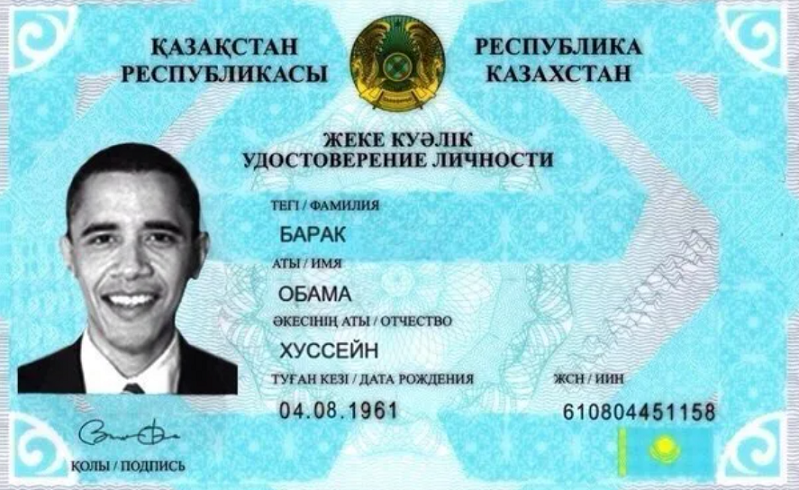 ҚАЗАҚСТАН РЕСПУБЛИКАСЫ
РЕСПУБЛИКА КАЗАХСТАН
ЖЕКЕ КУӘЛІК
УДОСТОВЕРЕНИЕ ЛИЧНОСТИ
ТЕГІ / ФАМИЛИЯ
БАРАК
АТЫ / ИМЯ
ОБАМА
ӘКЕСІНІҢ АТЫ / ОТЧЕСТВО
ХУССЕЙН
ТУҒАН КЕЗІ / ДАТА РОЖДЕНИЯ
04.08.1961
ЖСН / ИИН
610804451158
ҚОЛЫ / ПОДПИСЬ